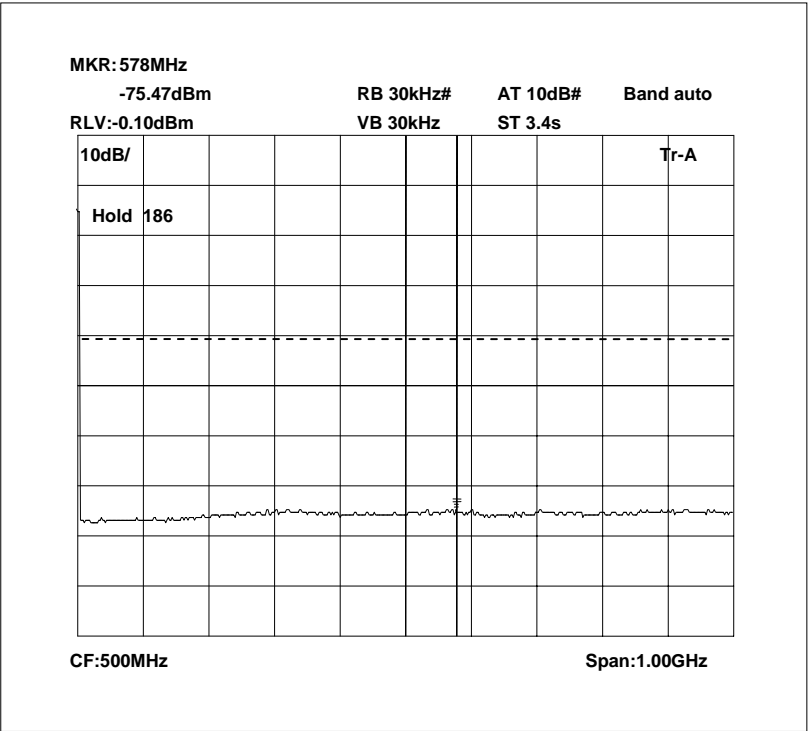 MKR: 578MHz
-75.47dBm RB 30kHz# AT 10dB# Band auto
RLV:-0.10dBm VB 30kHz ST 3.4s
10dB/ Tr-A
Hold 186
CF:500MHz Span:1.00GHz